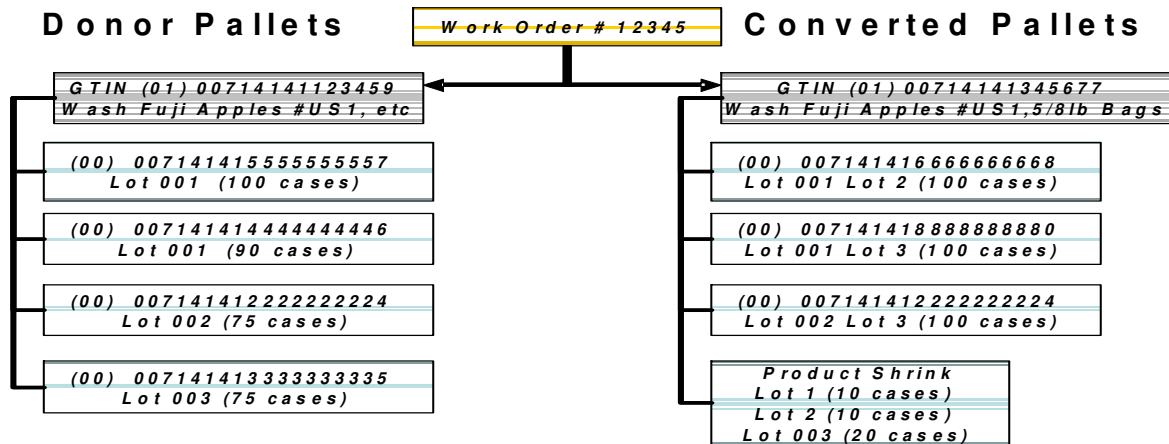 Donor Pallets
Work Order # 12345
Converted Pallets
GTIN (01) 00714141123459
Wash Fuji Apples #US1, etc
(00) 007141415555555557
Lot 001 (100 cases)
(00) 007141414444444446
Lot 001 (90 cases)
(00) 007141412222222224
Lot 002 (75 cases)
(00) 007141413333333335
Lot 003 (75 cases)
GTIN (01) 00714141345677
Wash Fuji Apples #US1,5/8lb Bags
(00) 007141416666666668
Lot 001 Lot 2 (100 cases)
(00) 007141418888888880
Lot 001 Lot 3 (100 cases)
(00) 007141412222222224
Lot 002 Lot 3 (100 cases)
Product Shrink
Lot 1 (10 cases)
Lot 2 (10 cases)
Lot 003 (20 cases)